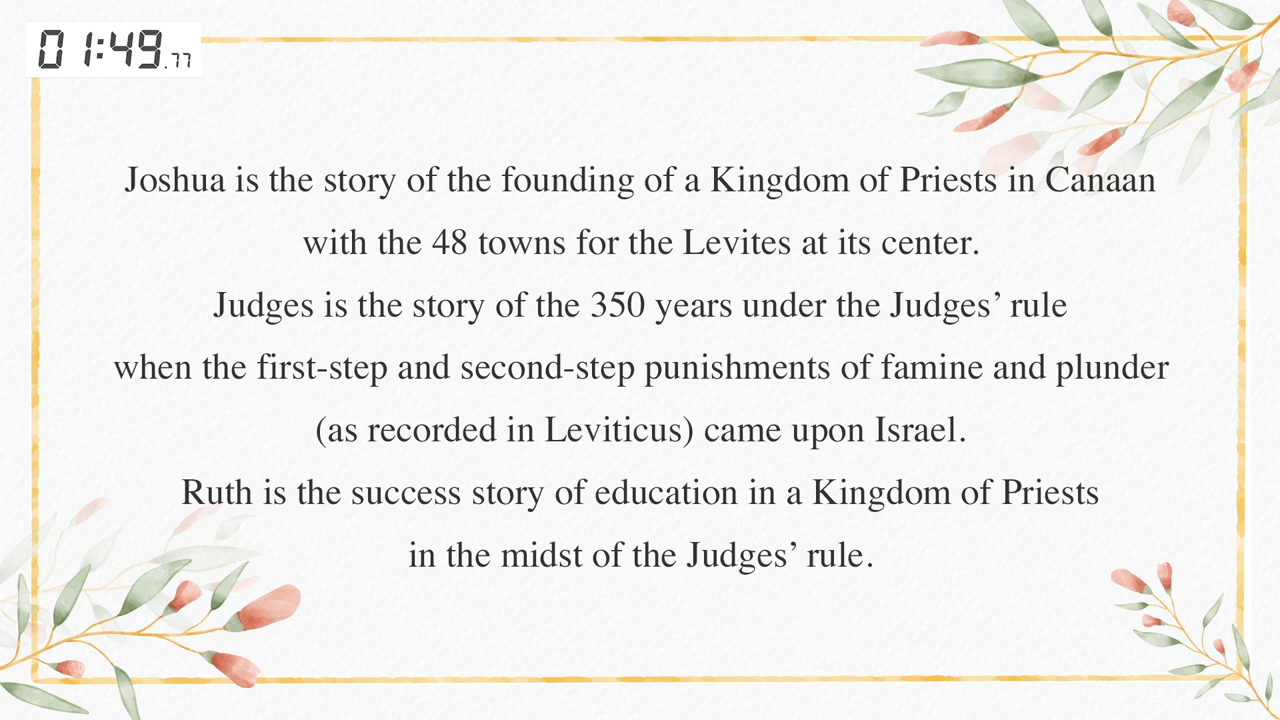 01:49.77
Joshua is the story of the founding of a Kingdom of Priests in Canaan
with the 48 towns for the Levites at its center.
Judges is the story of the 350 years under the Judges’ rule
when the first-step and second-step punishments of famine and plunder
(as recorded in Leviticus) came upon Israel.
Ruth is the success story of education in a Kingdom of Priests
in the midst of the Judges’ rule.